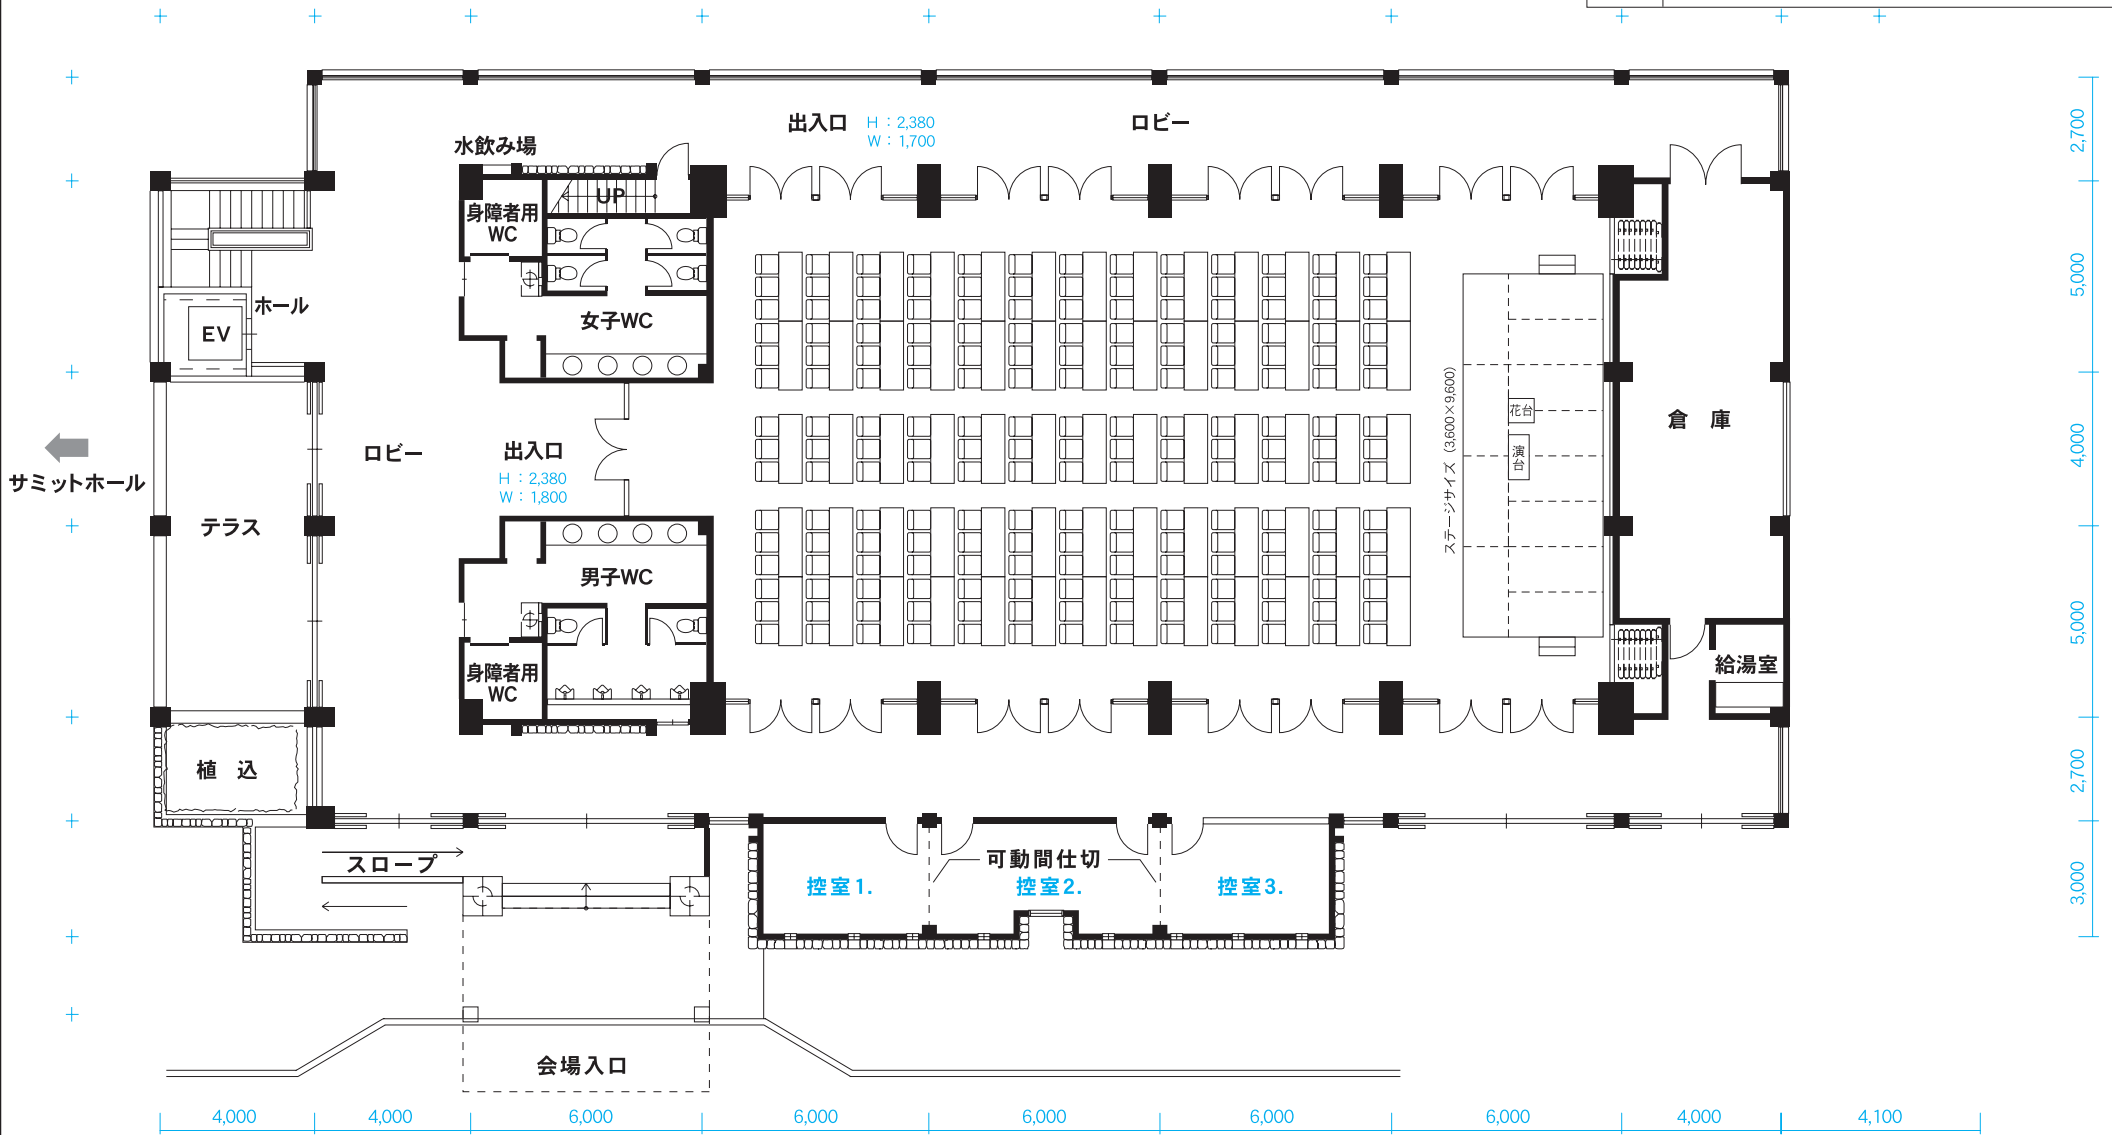 出入口
H：2,380
W：1,700
ロビー
水飲み場
UP
身障者用
WC
ホール
EV
女子WC
ステージサイズ（3,600×9,600）
花台
演台
倉　庫
サミットホール
ロビー
出入口
H：2,380
W：1,800
テラス
男子WC
身障者用
WC
給湯室
植　込
スロープ
可動間仕切
控室1.
控室2.
控室3.
会場入口
2,700
5,000
4,000
5,000
2,700
3,000
4,000
4,000
6,000
6,000
6,000
6,000
6,000
4,000
4,100